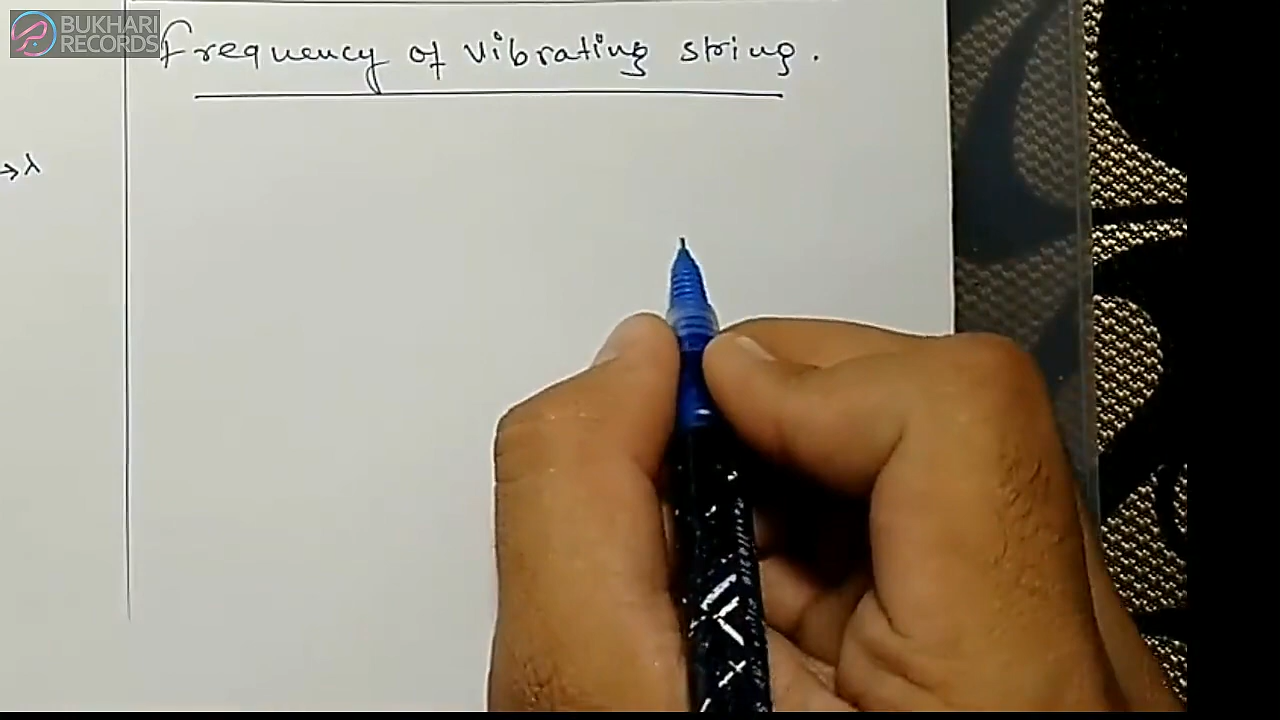 BUKHARI
RECORDS
frequency of vibrating string.
→λ